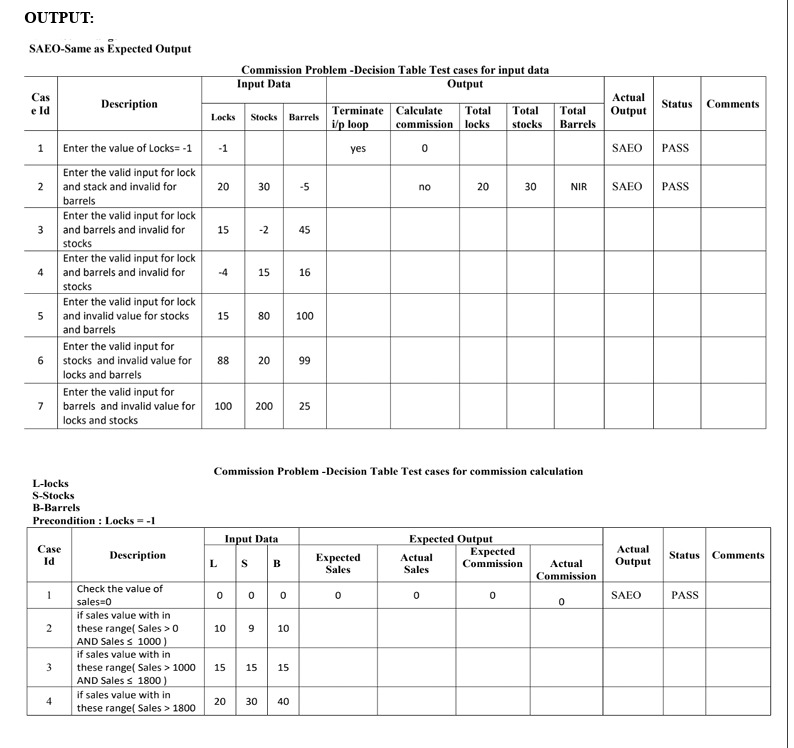 OUTPUT:
SAEO-Same as Expected Output
Commission Problem -Decision Table Test cases for input data
Cas e Id Description Input Data Output Actual Output Status Comments
Locks Stocks Barrels Terminate i/p loop Calculate commission Total locks Total stocks Total Barrels
1 Enter the value of Locks= -1 -1 yes 0 SAEO PASS
Enter the valid input for lock
2 and stack and invalid for 20 30 -5 no 20 30 NIR SAEO PASS
barrels
Enter the valid input for lock
3 and barrels and invalid for 15 -2 45
stocks
Enter the valid input for lock
4 and barrels and invalid for -4 15 16
stocks
Enter the valid input for lock
5 and invalid value for stocks 15 80 100
and barrels
Enter the valid input for
6 stocks and invalid value for 88 20 99
locks and barrels
Enter the valid input for
7 barrels and invalid value for 100 200 25
locks and stocks
Commission Problem -Decision Table Test cases for commission calculation
L-locks
S-Stocks
B-Barrels
Precondition : Locks = -1
Case Id Description Input Data Expected Output Actual Output Status Comments
L S B Expected Sales Actual Sales Expected Commission Actual Commission
Check the value of
1 sales=0 0 0 0 0 0 0 0 SAEO PASS
if sales value with in
2 these range( Sales > 0 10 9 10
AND Sales ≤ 1000 )
if sales value with in
3 these range( Sales > 1000 15 15 15
AND Sales ≤ 1800 )
if sales value with in
4 these range( Sales > 1800 20 30 40